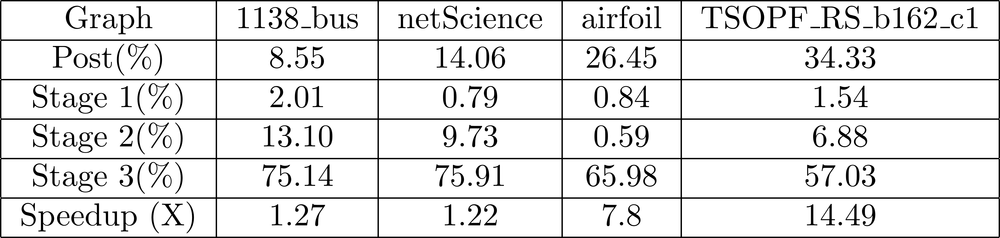 Graph 1138_bus netScience airfoil TSOPF_RS_b162_c1
Post(%) 8.55 14.06 26.45 34.33
Stage 1(%) 2.01 0.79 0.84 1.54
Stage 2(%) 13.10 9.73 0.59 6.88
Stage 3(%) 75.14 75.91 65.98 57.03
Speedup (X) 1.27 1.22 7.8 14.49